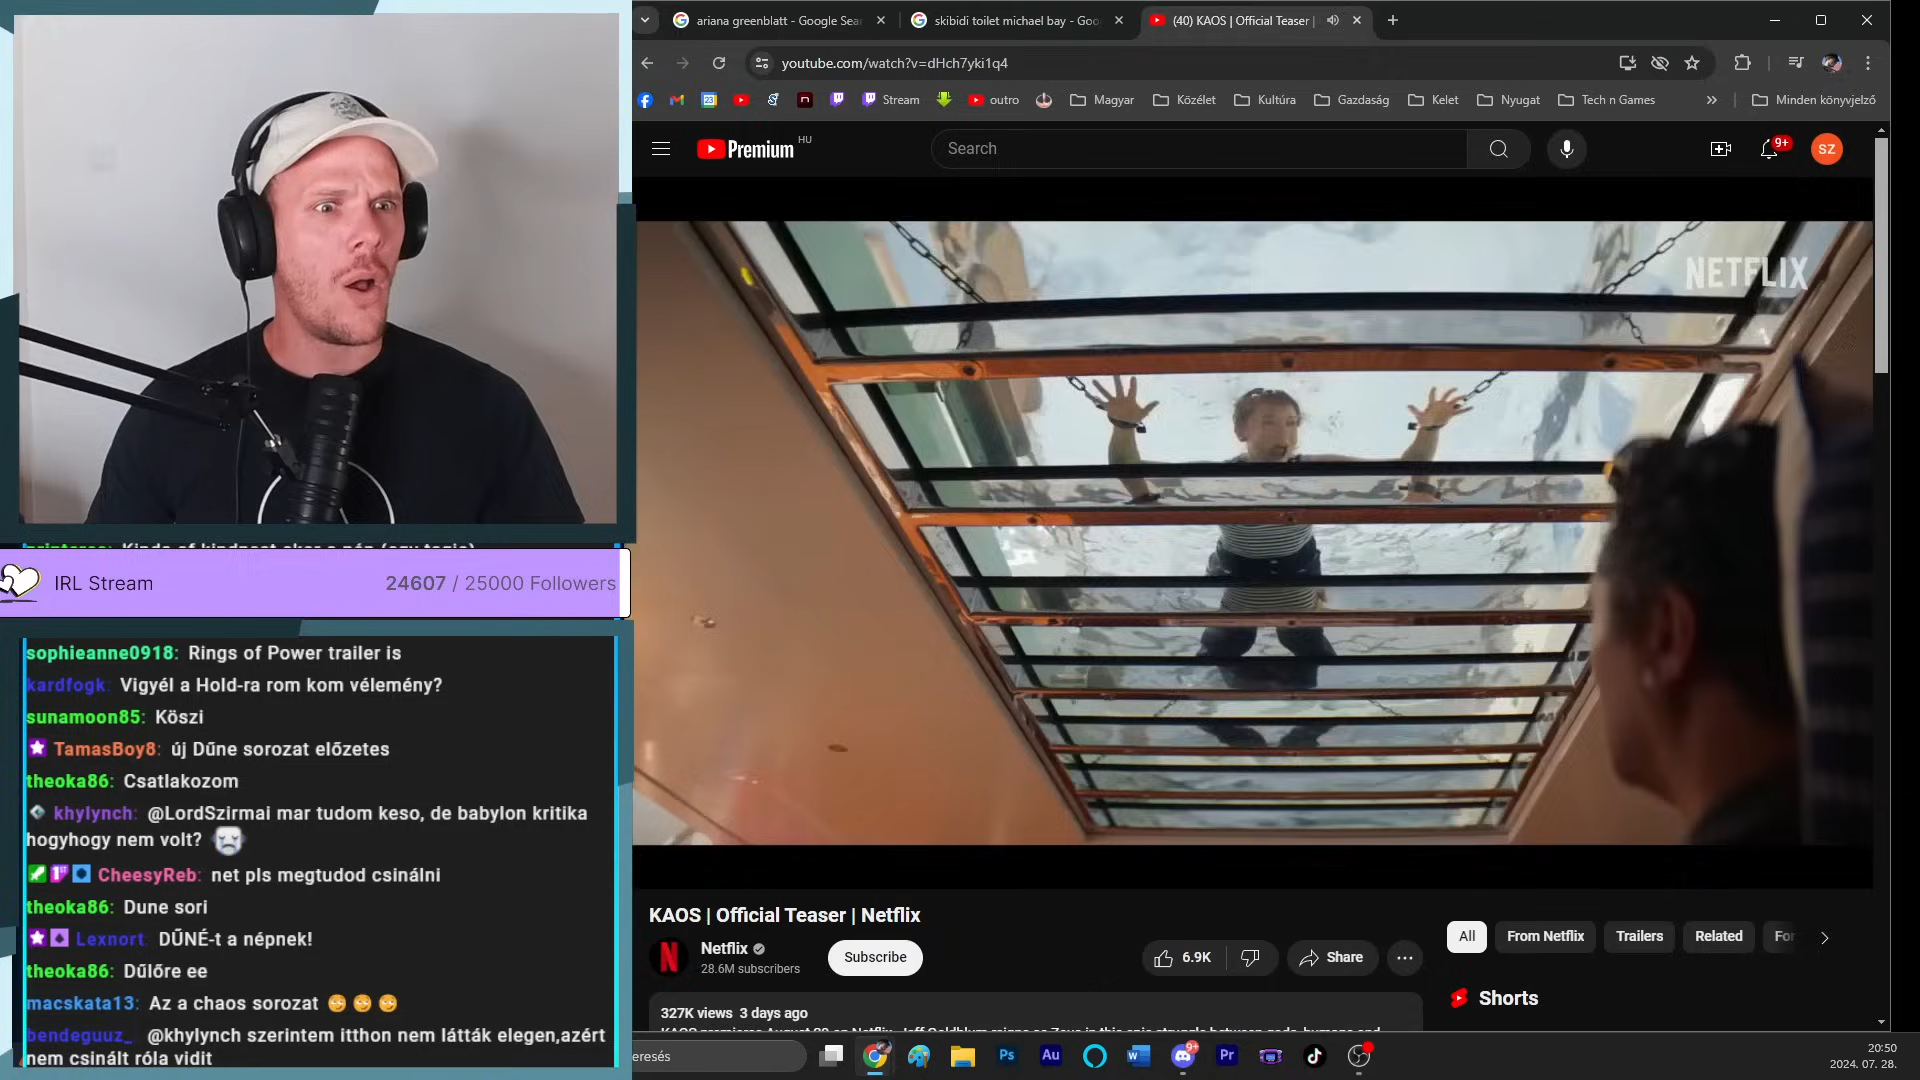 ariana greenblatt - Google Sear
skibidi toilet michael bay - Goo
(40) KAOS | Official Teaser |
youtube.com/watch?v=dHch7yki1q4
Stream
outro
Magyar
Közélet
Kultúra
Gazdaság
Kelet
Nyugat
Tech n Games
Minden könyvjelző
Premium HU
Search
9+
SZ
NETFLIX
IRL Stream 24607 / 25000 Followers
sophieanne0918: Rings of Power trailer is
kardfogk: Vigyél a Hold-ra rom kom vélemény?
sunamoon85: Köszi
TamasBoy8: új Dűne sorozat előzetes
theoka86: Csatlakozom
khylynch: @LordSzirmai mar tudom keso, de babylon kritika
hogyhogy nem volt?
CheesyReb: net pls megtudod csinálni
theoka86: Dune sori
Lexnort: DŰNÉ-t a népnek!
theoka86: Dűlőre ee
macskata13: Az a chaos sorozat
bendeguuz_ @khylynch szerintem itthon nem látták elegen,azért
nem csinált róla vidit
KAOS | Official Teaser | Netflix
Netflix
28.6M subscribers
Subscribe
6.9K
Share
327K views 3 days ago
All
From Netflix
Trailers
Related
For
Shorts
eresés
Ps
Au
W
9+
Pr
20:50
2024. 07. 28.